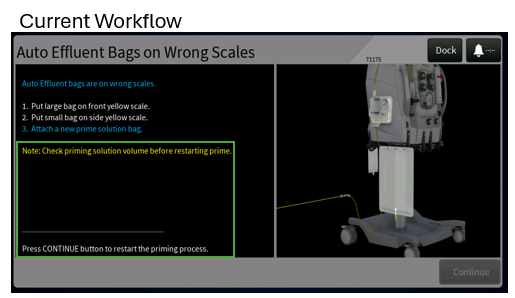 Current Workflow
Auto Effluent Bags on Wrong Scales
Dock
--:--
T1175
Auto Effluent bags are on wrong scales.
1. Put large bag on front yellow scale.
2. Put small bag on side yellow scale.
3. Attach a new prime solution bag.
Note: Check priming solution volume before restarting prime.
Press CONTINUE button to restart the priming process.
Continue